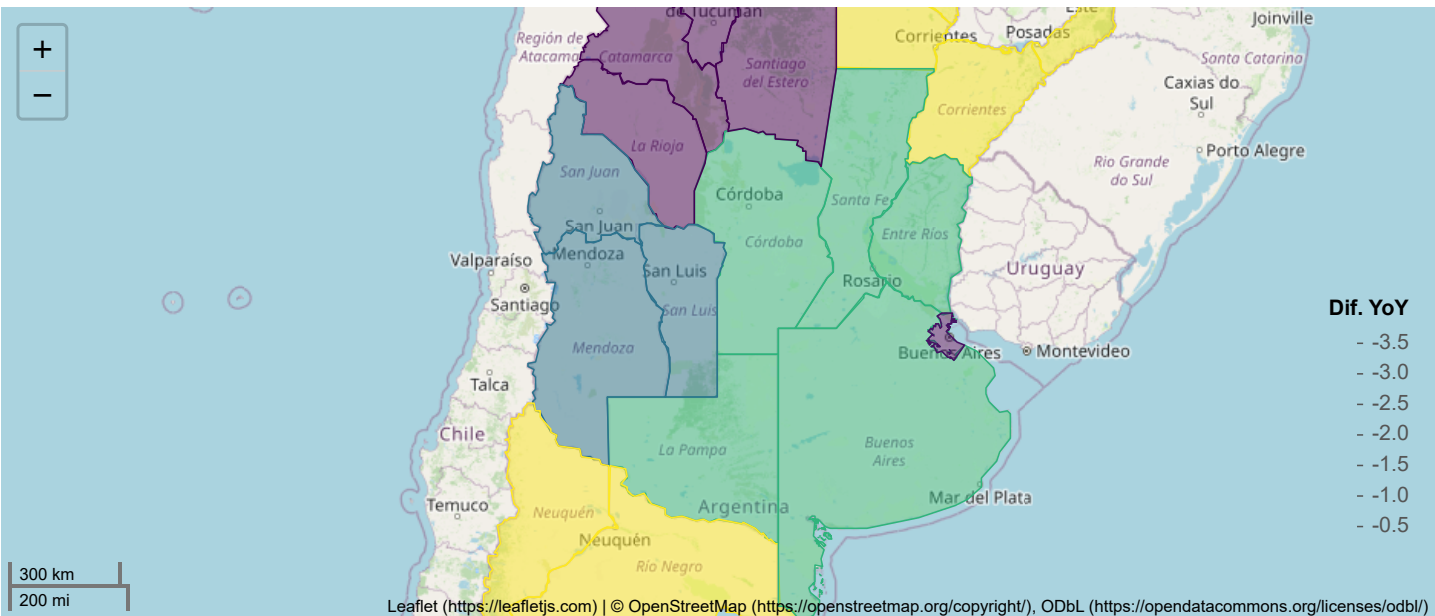 +
−
de Tucumán
Este
Joinville
Región de
Atacama
Catamarca
Santiago
del Estero
Corrientes
Posadas
Santa Catarina
Caxias do
Sul
Corrientes
La Rioja
Porto Alegre
Rio Grande
do Sul
San Juan
Córdoba
Santa Fe
San Juan
Córdoba
Entre Ríos
Valparaíso
Mendoza
San Luis
Uruguay
Rosario
Santiago
San Luis
Dif. YoY
- -3.5
Mendoza
Buenos Aires
Montevideo
- -3.0
Talca
- -2.5
Chile
- -2.0
La Pampa
Buenos
Aires
- -1.5
- -1.0
Temuco
Argentina
Mar del Plata
Neuquén
- -0.5
Neuquén
Río Negro
300 km
200 mi
Leaflet (https://leafletjs.com) | © OpenStreetMap (https://openstreetmap.org/copyright/), ODbL (https://opendatacommons.org/licenses/odbl/)